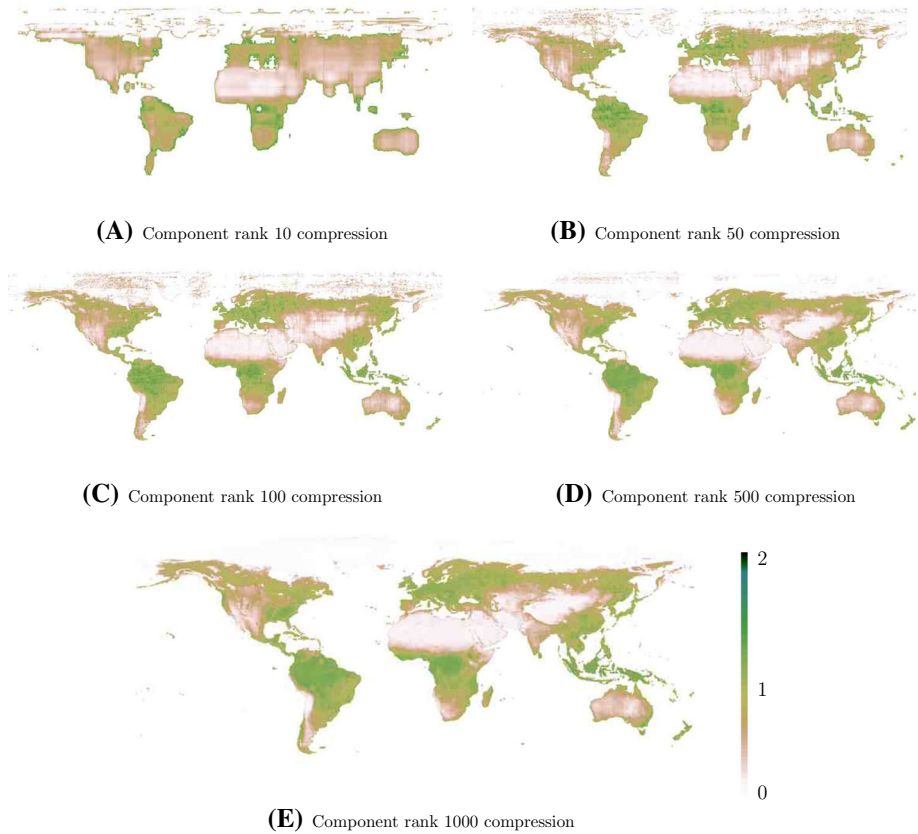 (A) Component rank 10 compression
(B) Component rank 50 compression
(C) Component rank 100 compression
(D) Component rank 500 compression
2
1
0
(E) Component rank 1000 compression